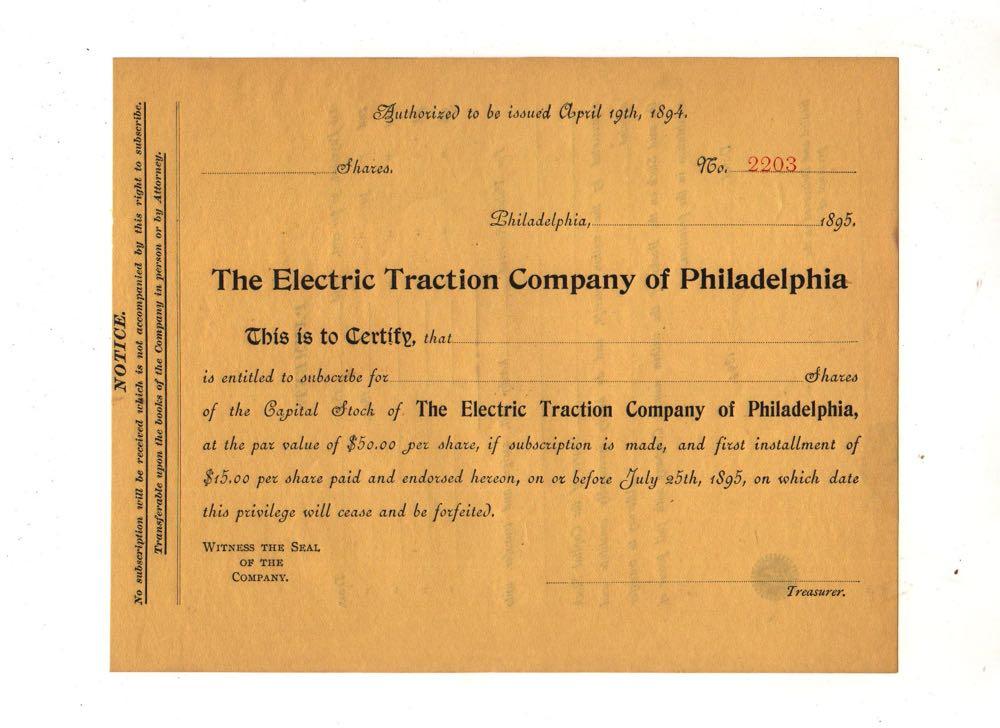 Authorized to be issued April 19th, 1894.
Shares.
No. 2203
Philadelphia, 1895.
The Electric Traction Company of Philadelphia
This is to Certify, that
is entitled to subscribe for Shares
of the Capital Stock of The Electric Traction Company of Philadelphia,
at the par value of $50.00 per share, if subscription is made, and first installment of
$15.00 per share paid and endorsed hereon, on or before July 25th, 1895, on which date
this privilege will cease and be forfeited.
WITNESS THE SEAL
OF THE
COMPANY.
Treasurer.
NOTICE.
No subscription will be received which is not accompanied by this right to subscribe.
Transferable upon the books of the Company in person or by Attorney.